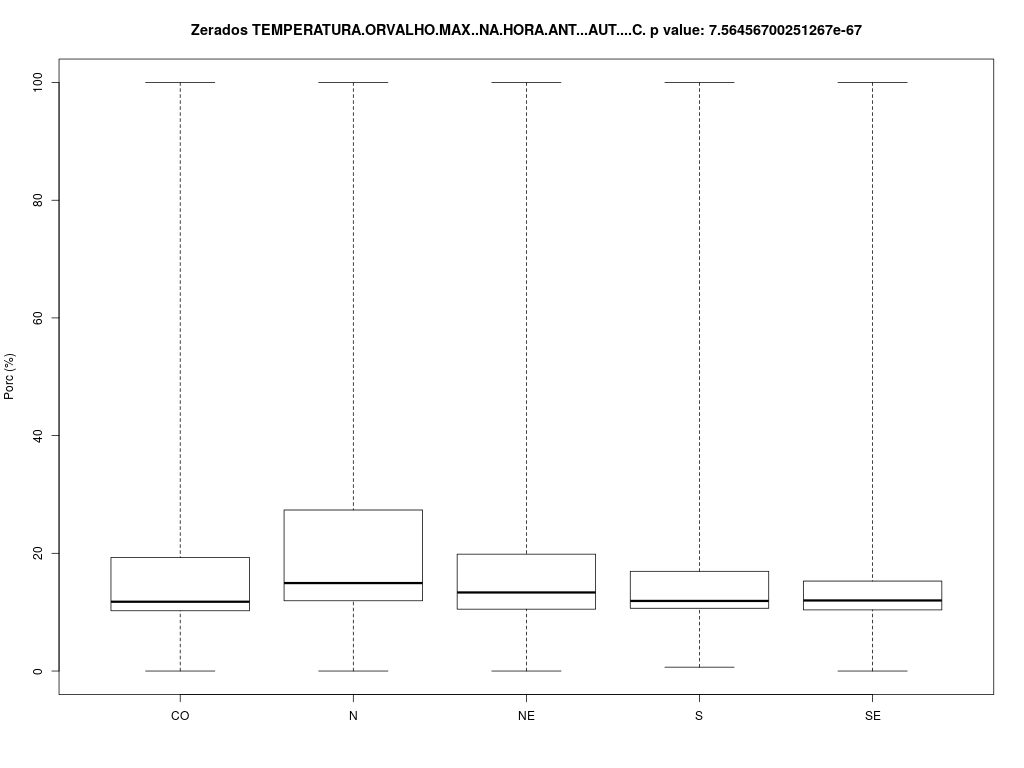 Zerados TEMPERATURA.ORVALHO.MAX..NA.HORA.ANT...AUT....C. p value: 7.56456700251267e-67
Porc (%)
100
80
60
40
20
0
CO N NE S SE